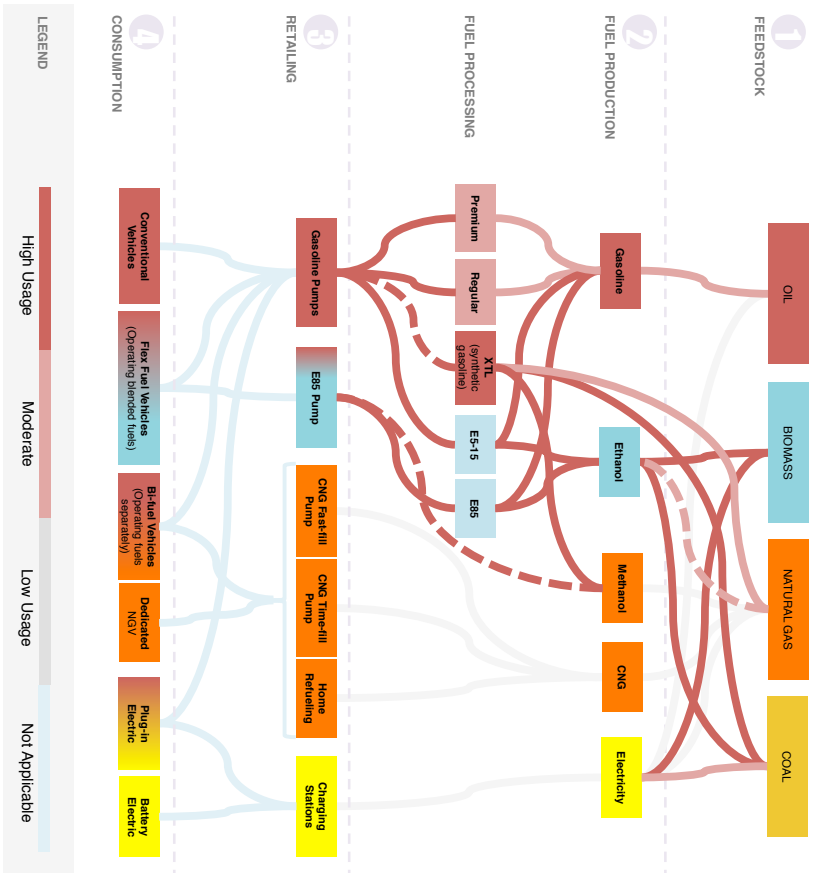 1
FEEDSTOCK
OIL
BIOMASS
NATURAL GAS
COAL
2
FUEL PRODUCTION
Gasoline
Ethanol
Methanol
CNG
Electricity
FUEL PROCESSING
Premium
Regular
XTL
(synthetic
gasoline)
E5-15
E85
3
RETAILING
Gasoline Pumps
E85 Pump
CNG Fast-fill
Pump
CNG Time-fill
Pump
Home
Refueling
Charging
Stations
4
CONSUMPTION
Conventional
Vehicles
Flex Fuel Vehicles
(Operating blended fuels)
Bi-fuel Vehicles
(Operating fuels
separately)
Dedicated
NGV
Plug-in
Electric
Battery
Electric
LEGEND
High Usage
Moderate
Low Usage
Not Applicable